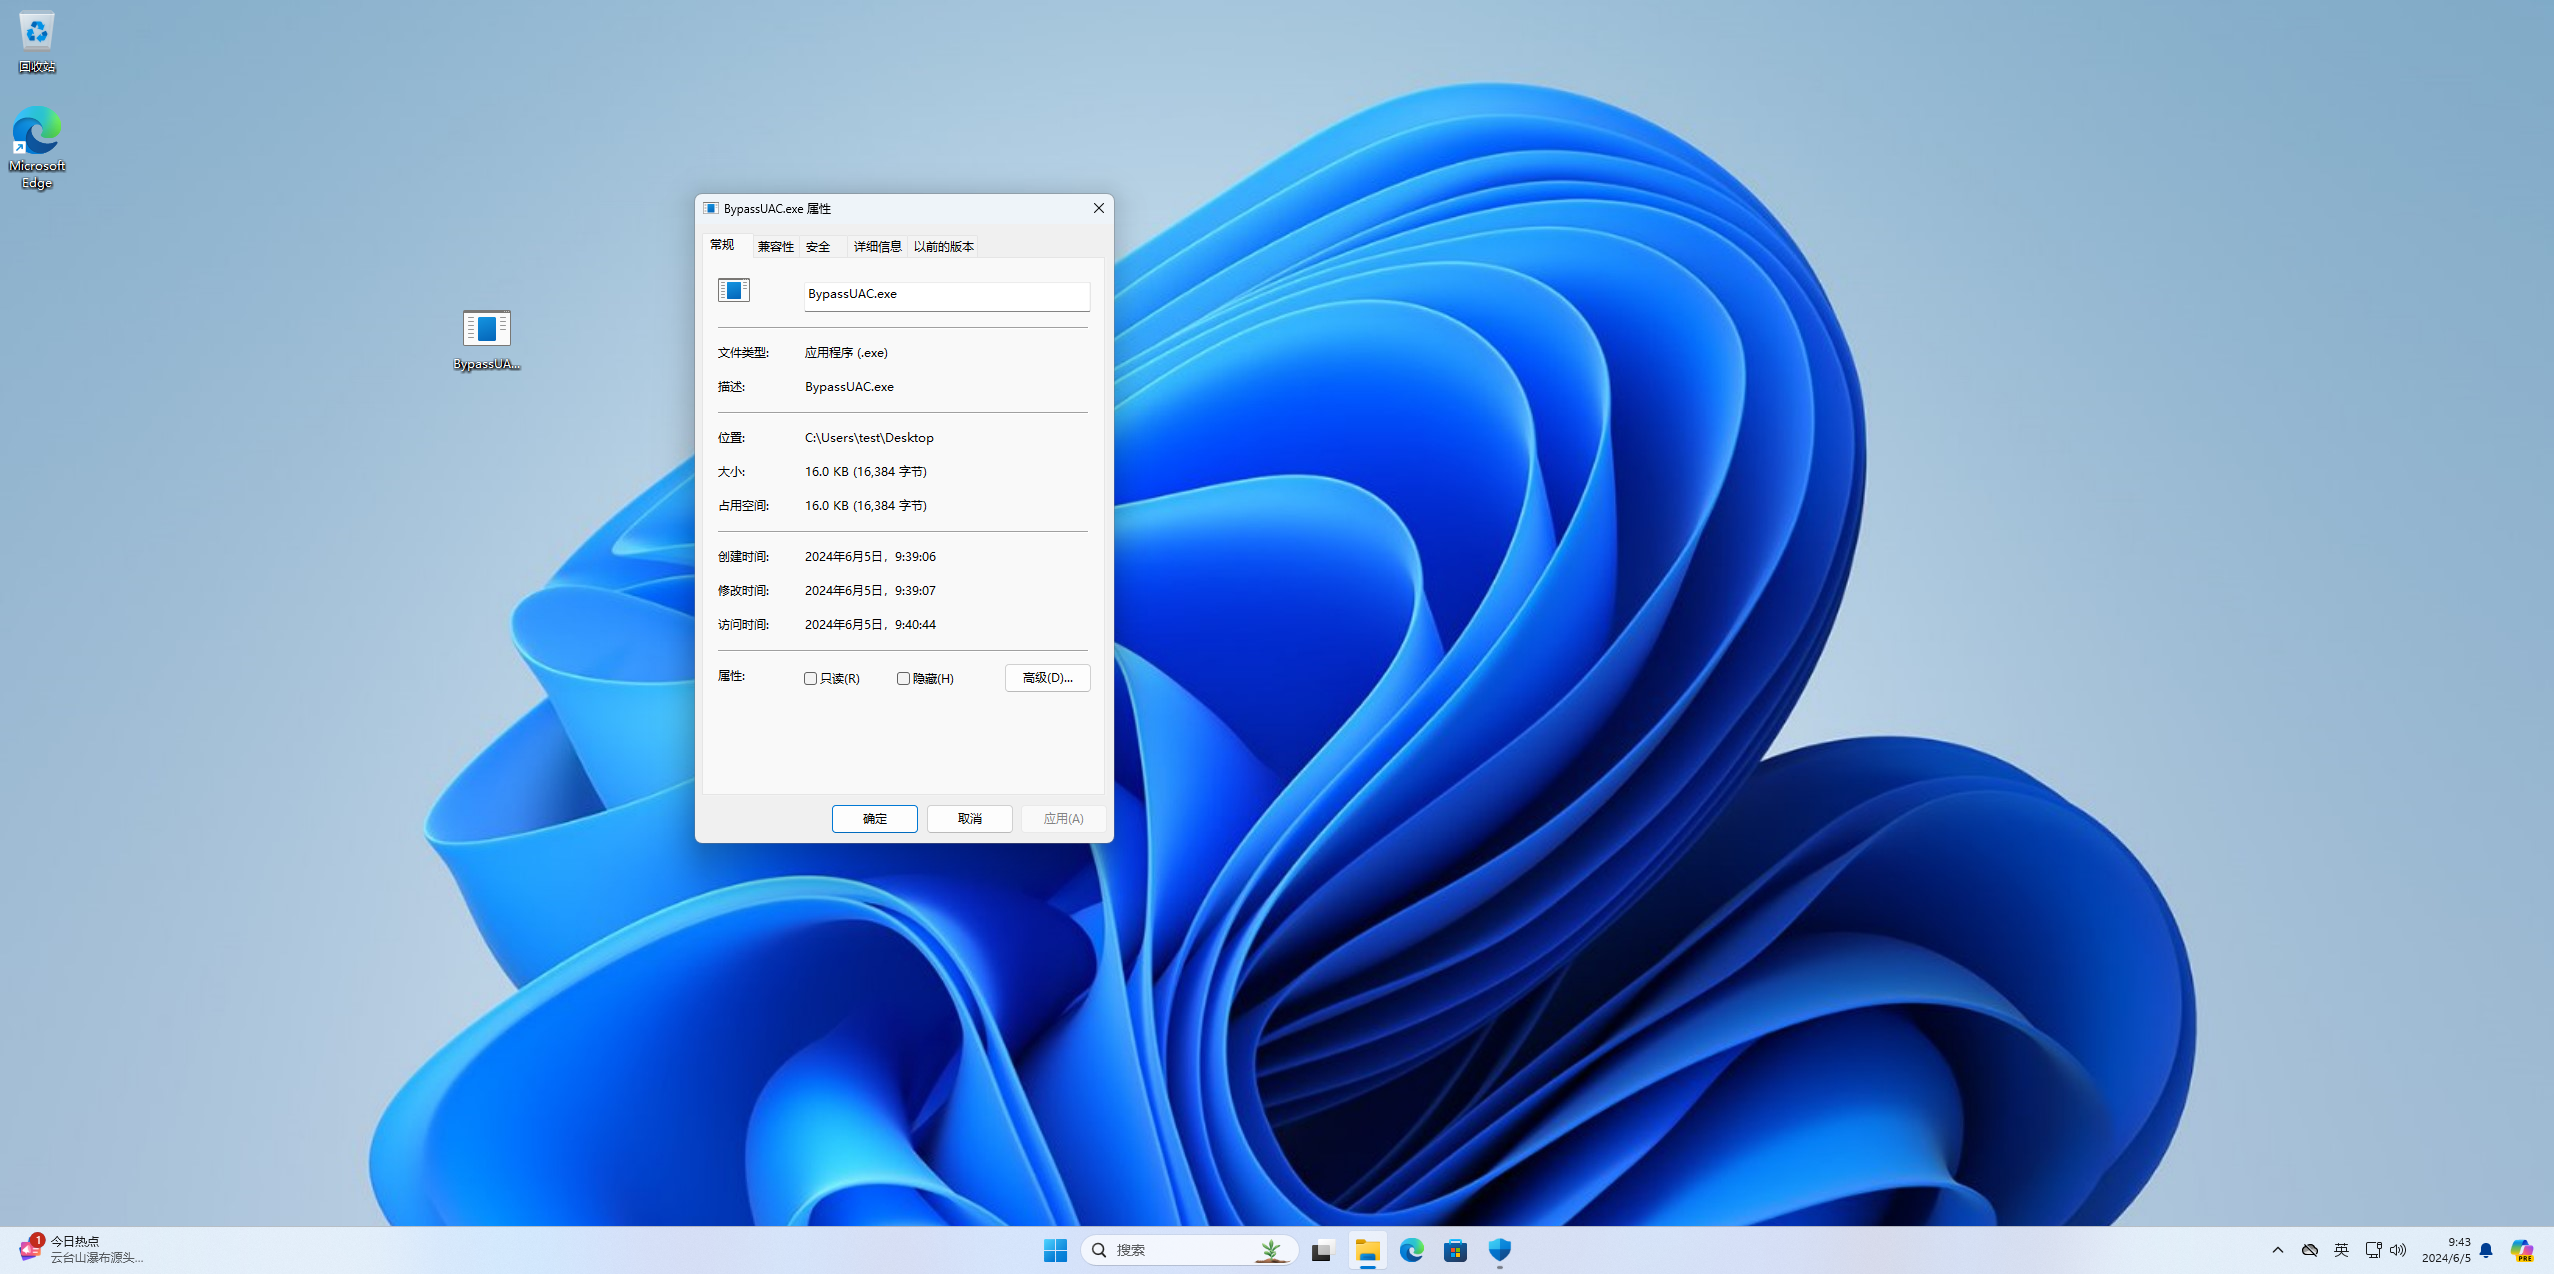 回收站
Microsoft
Edge
BypassUA...
BypassUAC.exe 属性
常规 兼容性 安全 详细信息 以前的版本
BypassUAC.exe
文件类型: 应用程序 (.exe)
描述: BypassUAC.exe
位置: C:\Users\test\Desktop
大小: 16.0 KB (16,384 字节)
占用空间: 16.0 KB (16,384 字节)
创建时间: 2024年6月5日，9:39:06
修改时间: 2024年6月5日，9:39:07
访问时间: 2024年6月5日，9:40:44
属性: 只读(R) 隐藏(H) 高级(D)...
确定 取消 应用(A)
1
今日热点
云台山瀑布源头...
搜索
英
9:43
2024/6/5
PRE